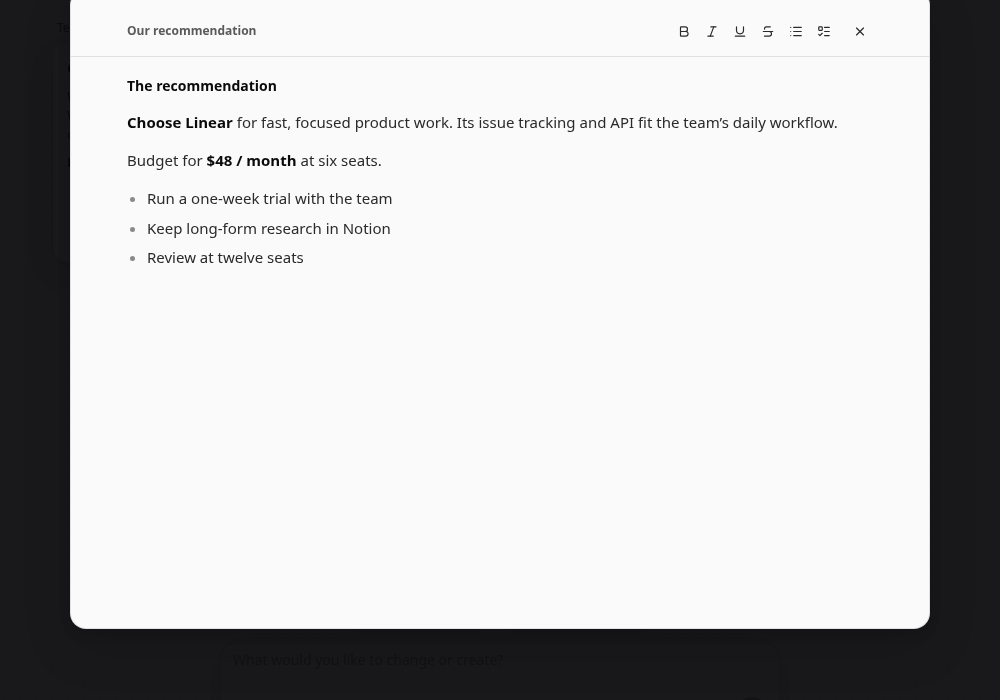 Our recommendation
The recommendation
Choose Linear for fast, focused product work. Its issue tracking and API fit the team’s daily workflow.
Budget for $48 / month at six seats.
Run a one-week trial with the team
Keep long-form research in Notion
Review at twelve seats
What would you like to change or create?